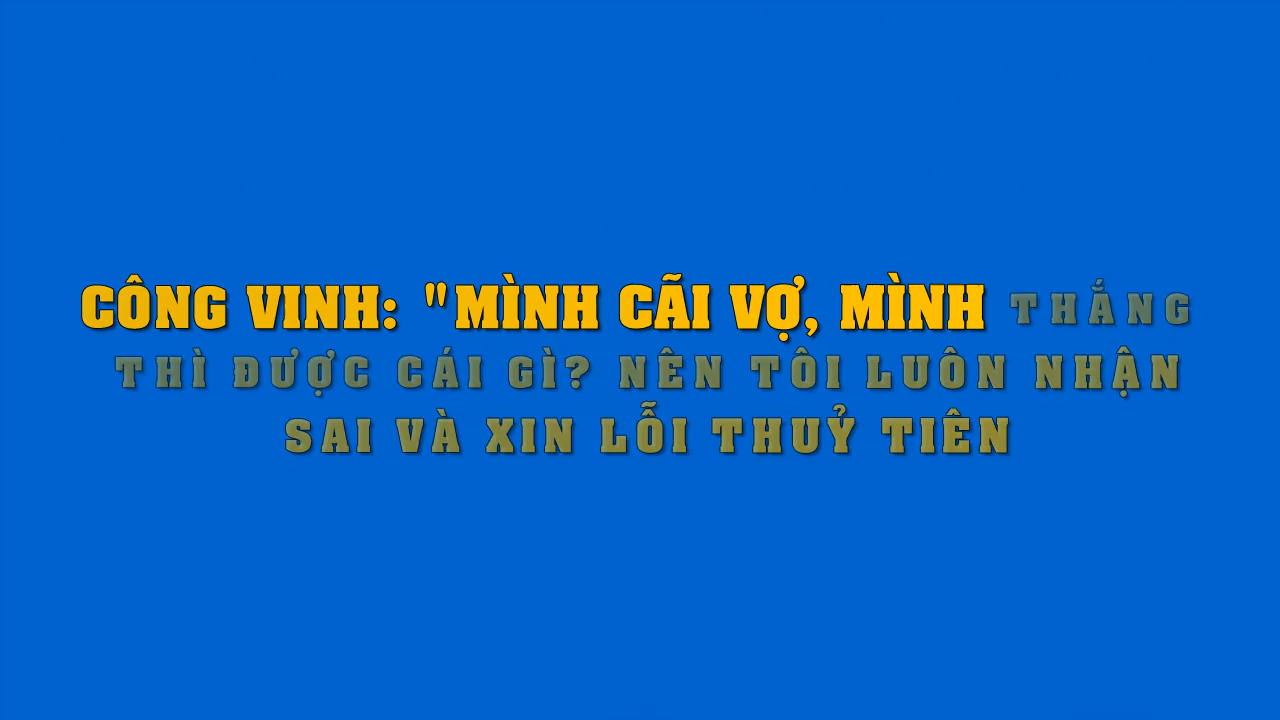 CÔNG VINH: "MÌNH CÃI VỢ, MÌNH THẮNG
THÌ ĐƯỢC CÁI GÌ? NÊN TÔI LUÔN NHẬN
SAI VÀ XIN LỖI THUỶ TIÊN